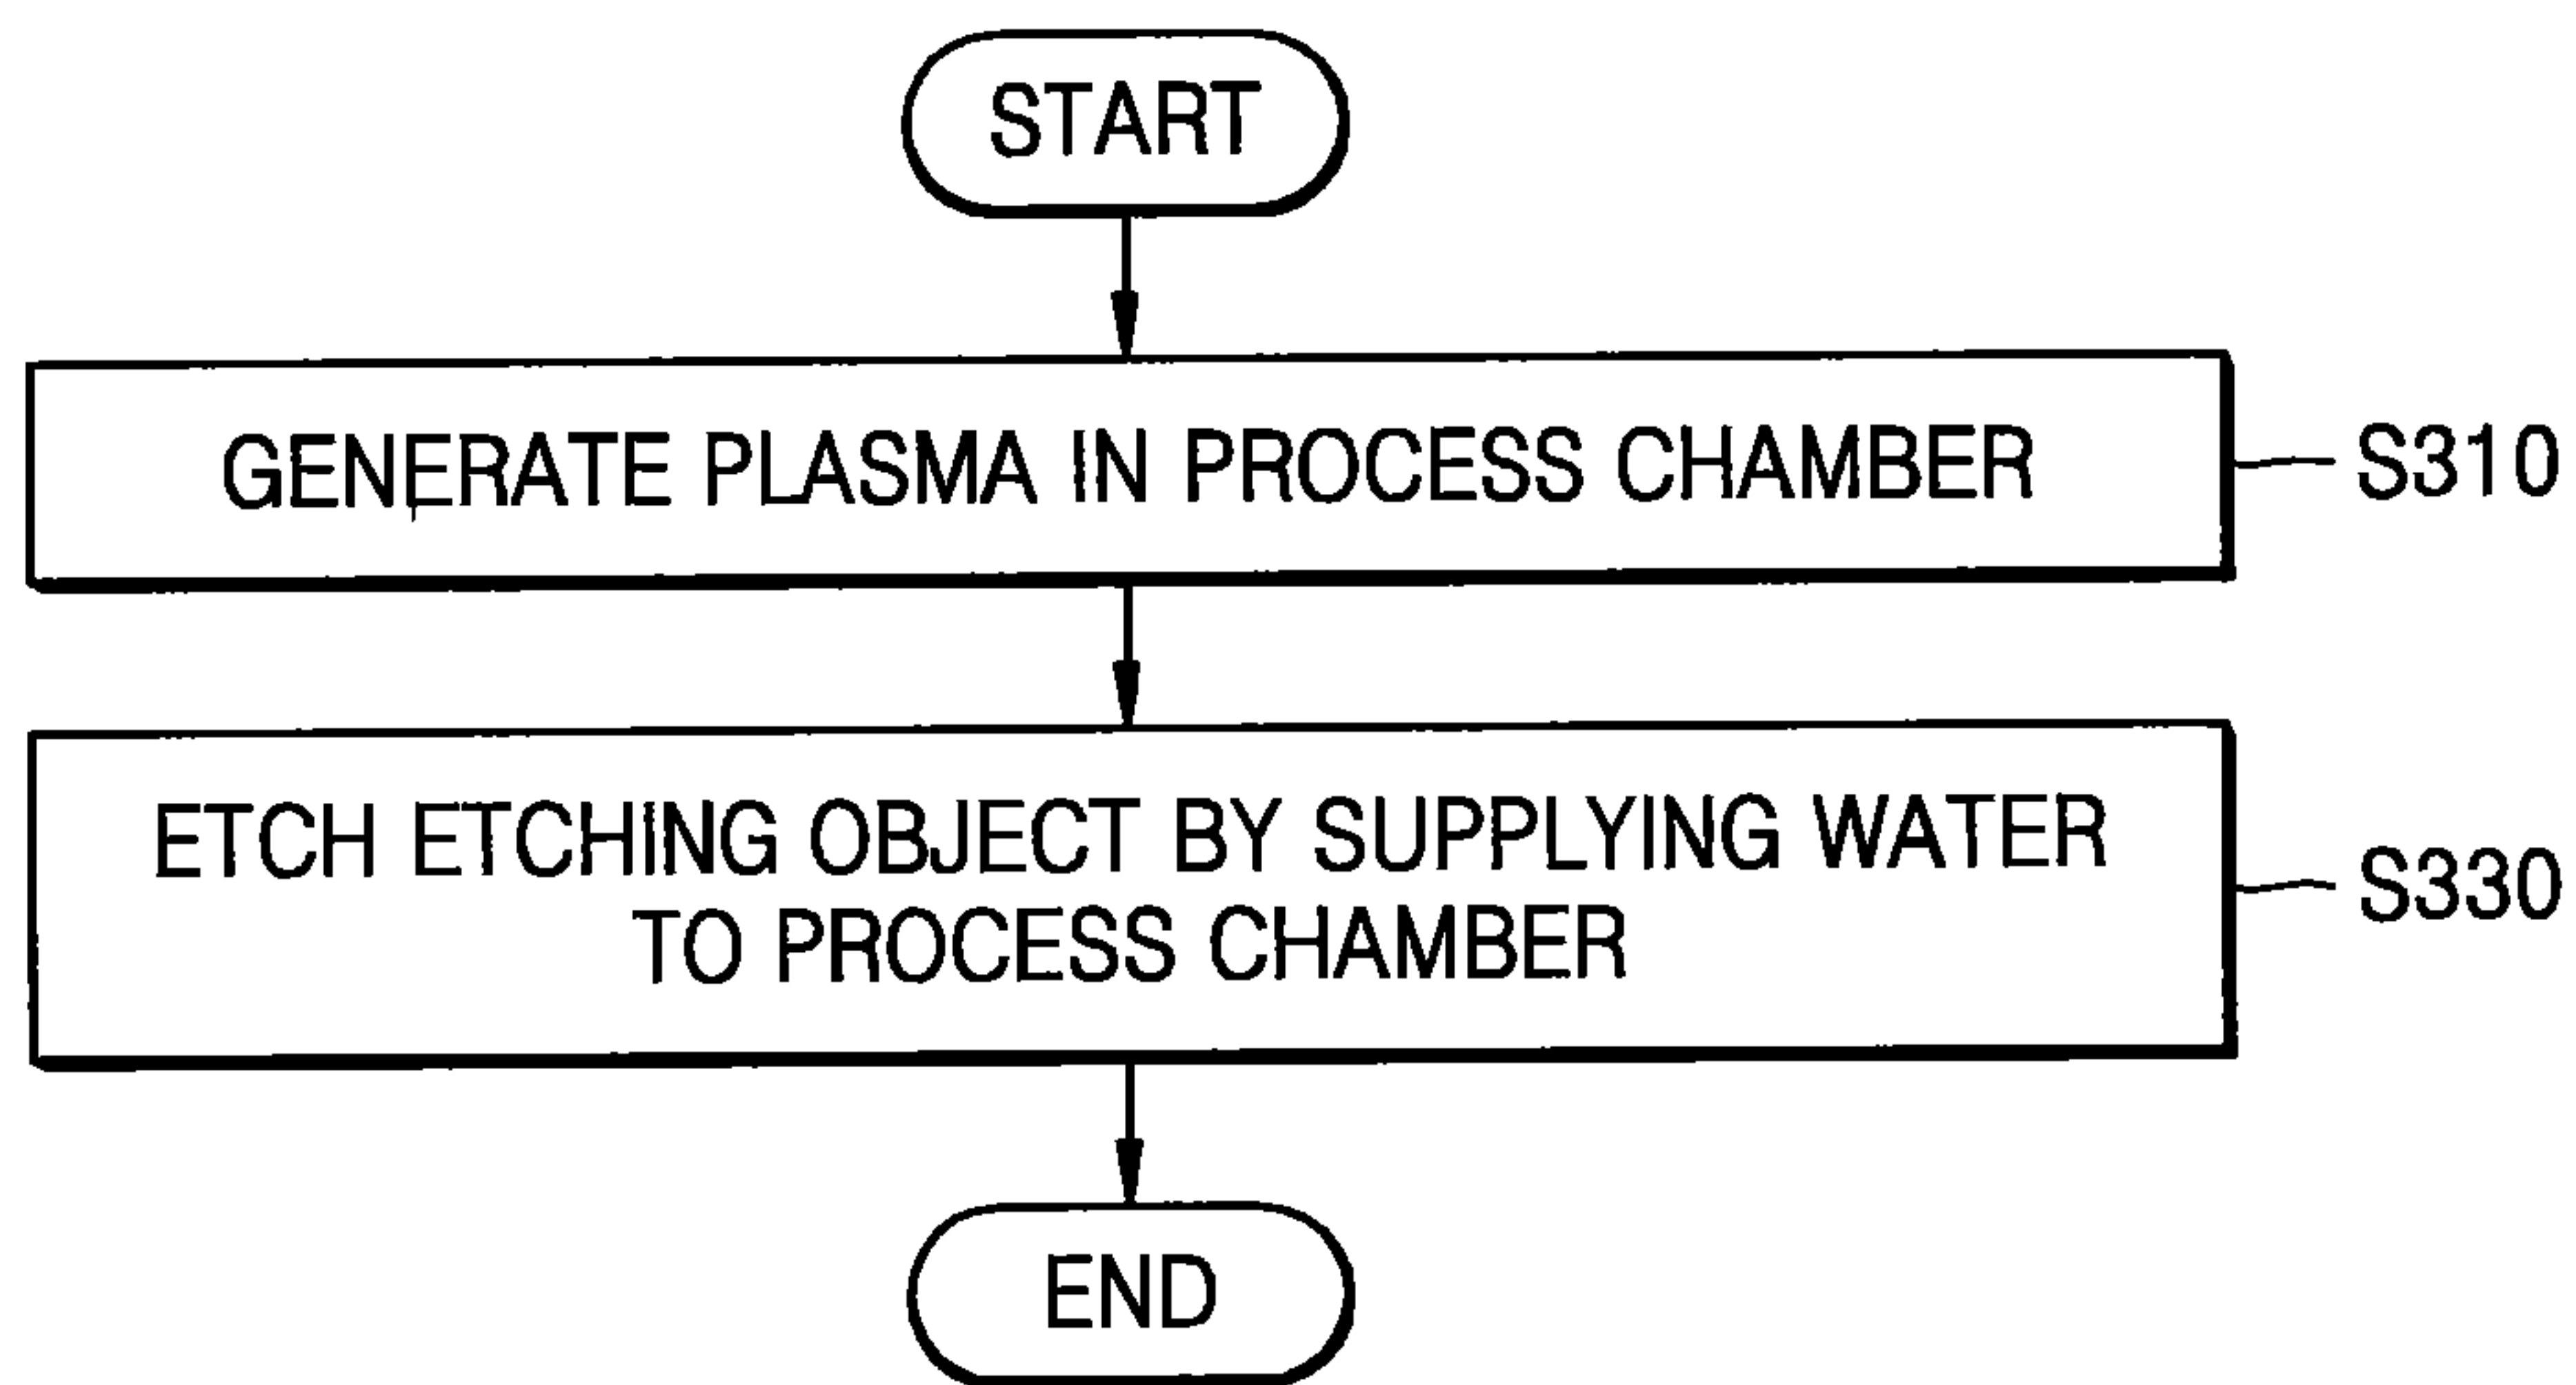 START
GENERATE PLASMA IN PROCESS CHAMBER
S310
ETCH ETCHING OBJECT BY SUPPLYING WATER
TO PROCESS CHAMBER
S330
END